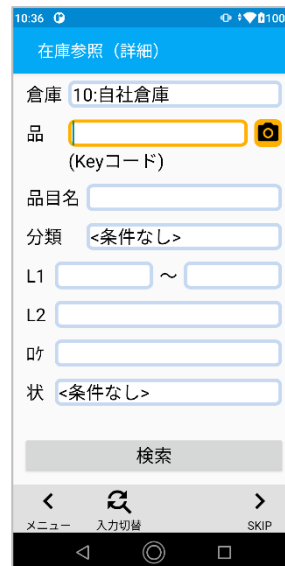 10:36 100
在庫参照（詳細）
倉庫 10:自社倉庫
品
(Keyコード)
品目名
分類 <条件なし>
L1 ～
L2
ﾛｹ
状 <条件なし>
検索
メニュー 入力切替 SKIP